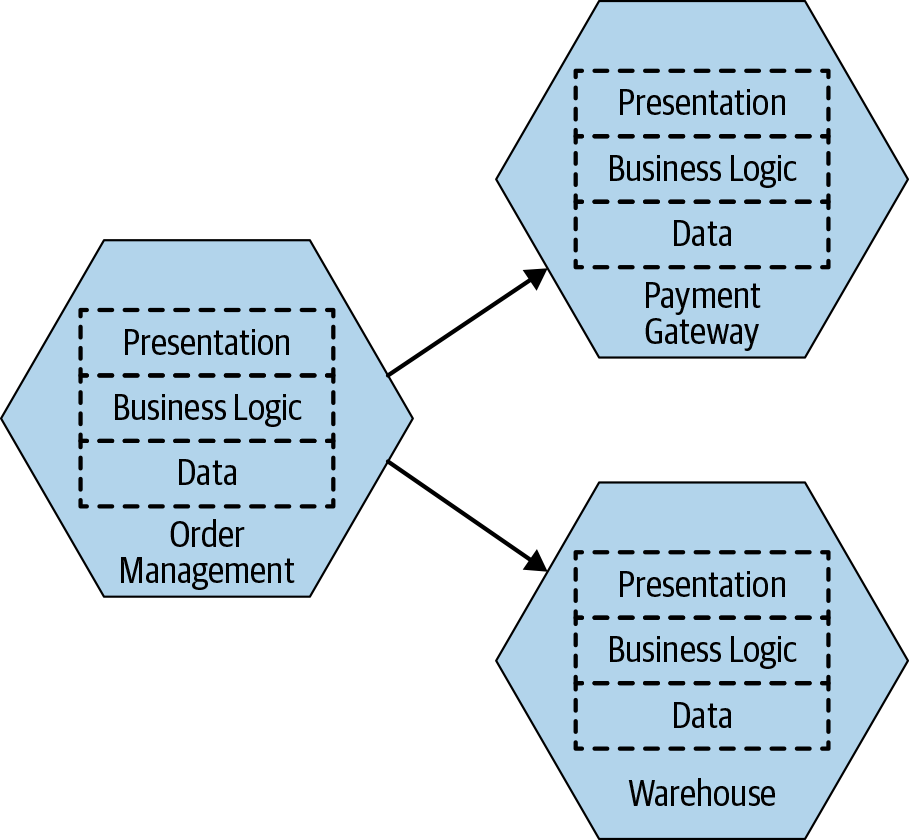 Presentation
Business Logic
Data
Order
Management
Presentation
Business Logic
Data
Payment
Gateway
Presentation
Business Logic
Data
Warehouse